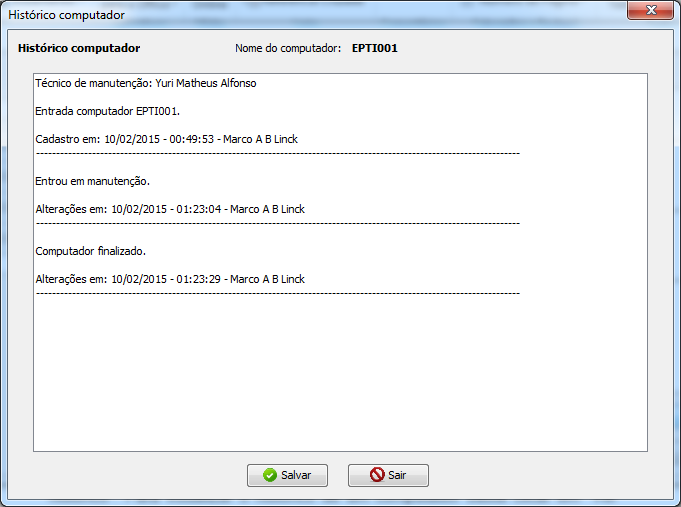 Histórico computador
Histórico computador Nome do computador: EPTI001
Técnico de manutenção: Yuri Matheus Alfonso
Entrada computador EPTI001.
Cadastro em: 10/02/2015 - 00:49:53 - Marco A B Linck
Entrou em manutenção.
Alterações em: 10/02/2015 - 01:23:04 - Marco A B Linck
Computador finalizado.
Alterações em: 10/02/2015 - 01:23:29 - Marco A B Linck
Salvar Sair